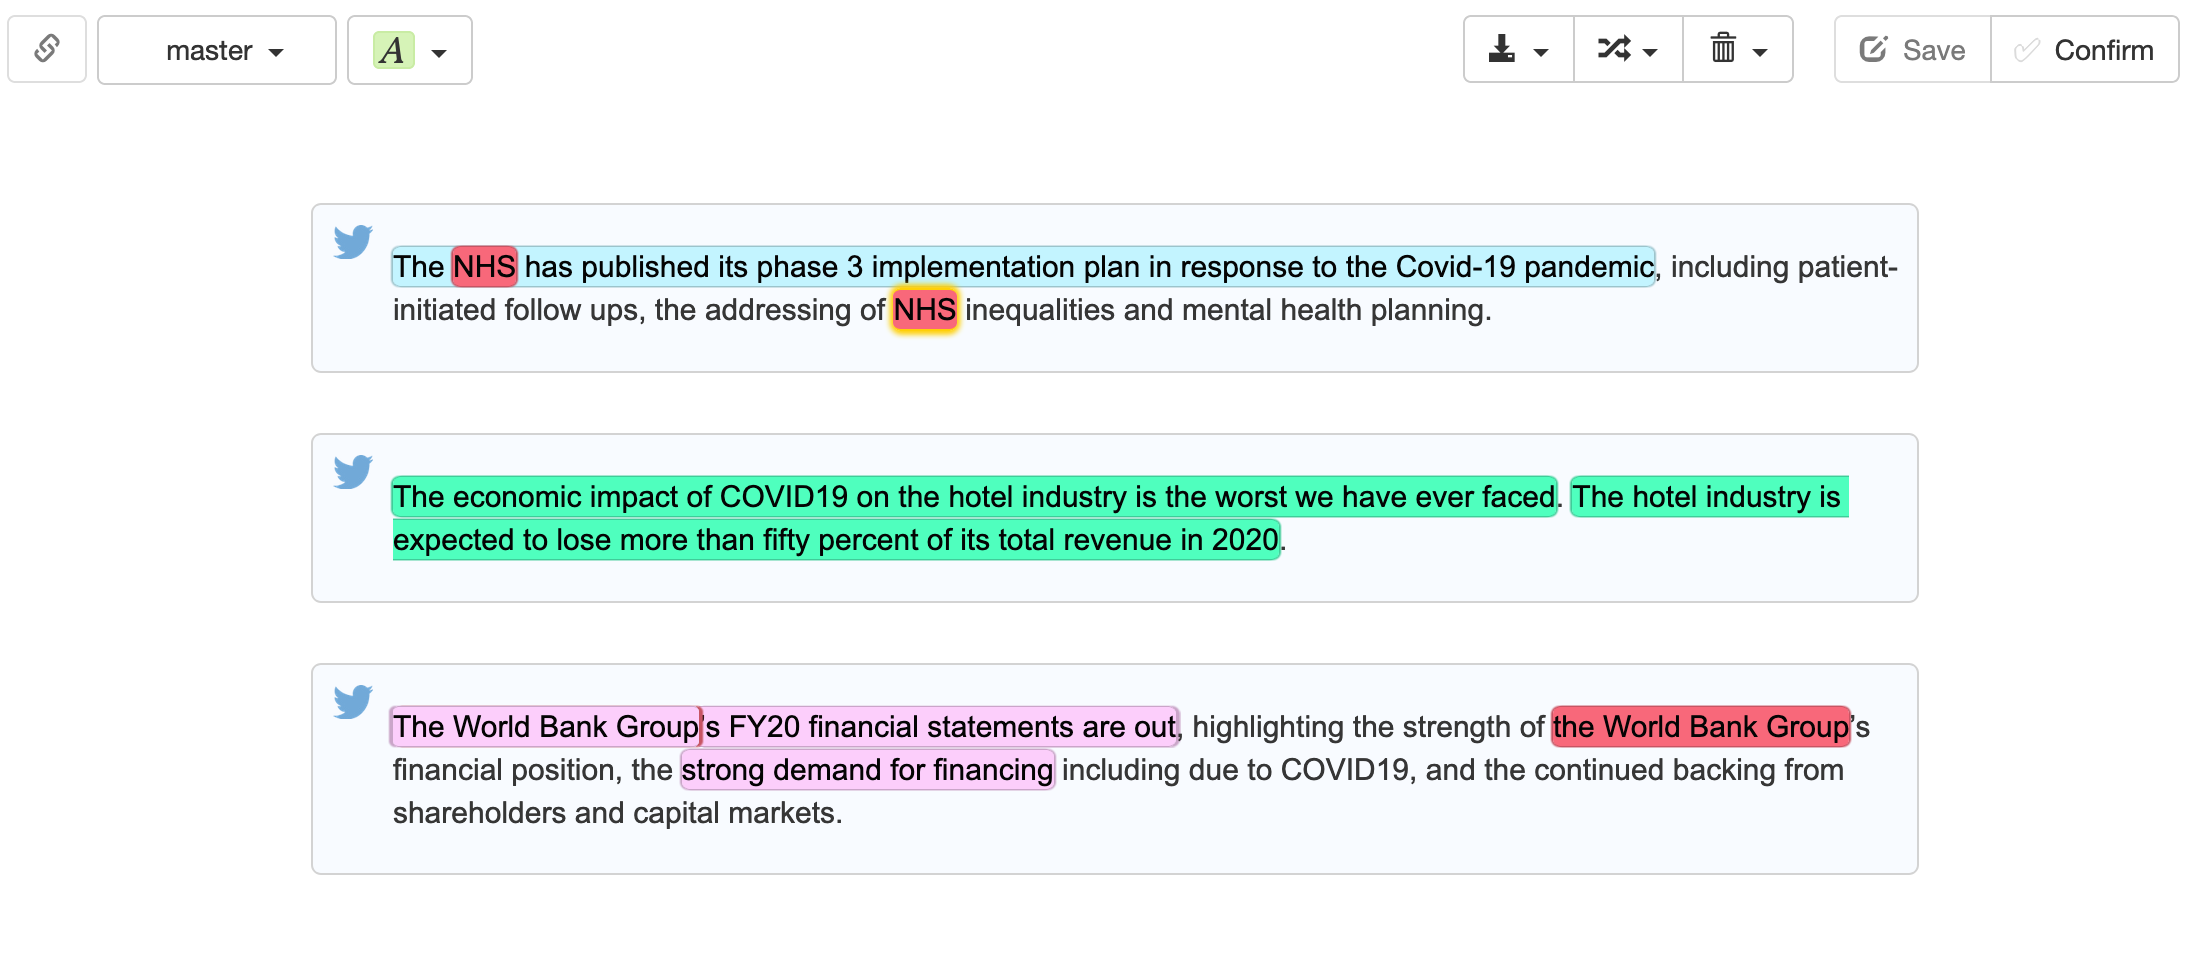 master
A
Save
Confirm
The NHS has published its phase 3 implementation plan in response to the Covid-19 pandemic, including patient-
initiated follow ups, the addressing of NHS inequalities and mental health planning.
The economic impact of COVID19 on the hotel industry is the worst we have ever faced. The hotel industry is
expected to lose more than fifty percent of its total revenue in 2020.
The World Bank Group's FY20 financial statements are out, highlighting the strength of the World Bank Group's
financial position, the strong demand for financing including due to COVID19, and the continued backing from
shareholders and capital markets.